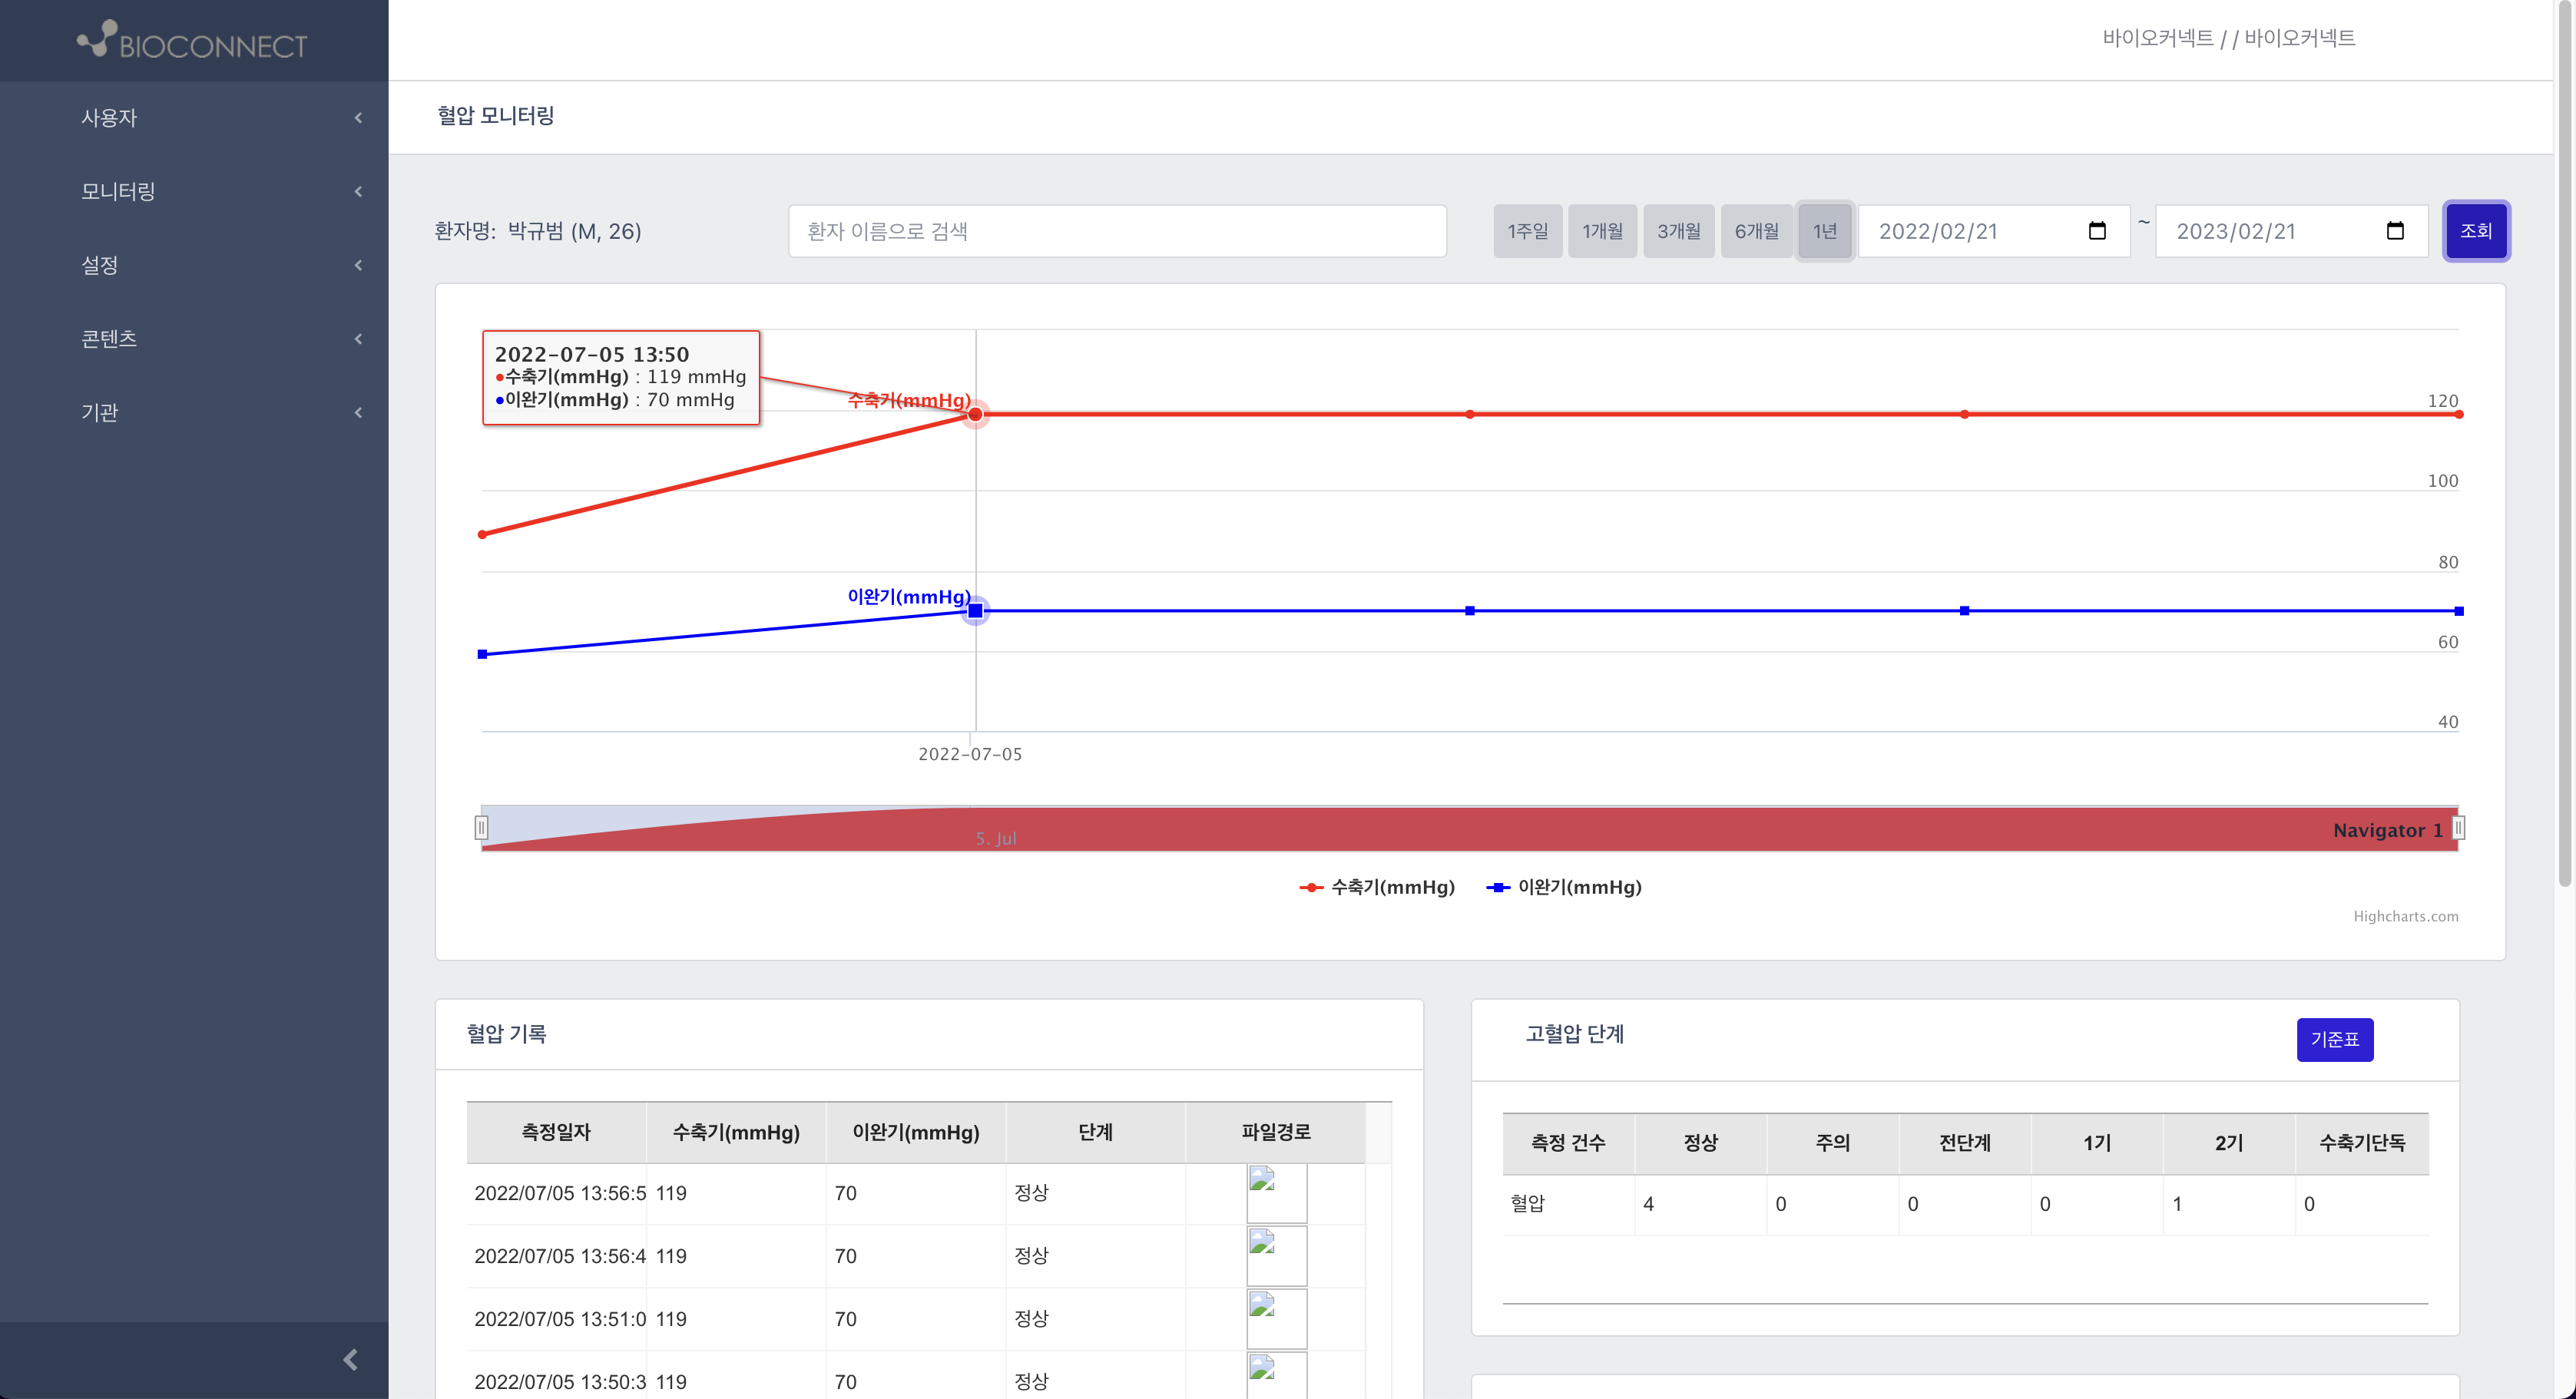 BIOCONNECT
바이오커넥트 / / 바이오커넥트
사용자
모니터링
설정
콘텐츠
기관
혈압 모니터링
환자명: 박규범 (M, 26)
환자 이름으로 검색
1주일 1개월 3개월 6개월 1년 2022/02/21 ~ 2023/02/21 조회
2022-07-05 13:50
●수축기(mmHg) : 119 mmHg
●이완기(mmHg) : 70 mmHg
수축기(mmHg)
120
100
80
이완기(mmHg)
60
40
2022-07-05
5. Jul
Navigator 1
수축기(mmHg) 이완기(mmHg)
Highcharts.com
혈압 기록
측정일자 수축기(mmHg) 이완기(mmHg) 단계 파일경로
2022/07/05 13:56:5 119 70 정상
2022/07/05 13:56:4 119 70 정상
2022/07/05 13:51:0 119 70 정상
2022/07/05 13:50:3 119 70 정상
고혈압 단계
기준표
측정 건수 정상 주의 전단계 1기 2기 수축기단독
혈압 4 0 0 0 1 0